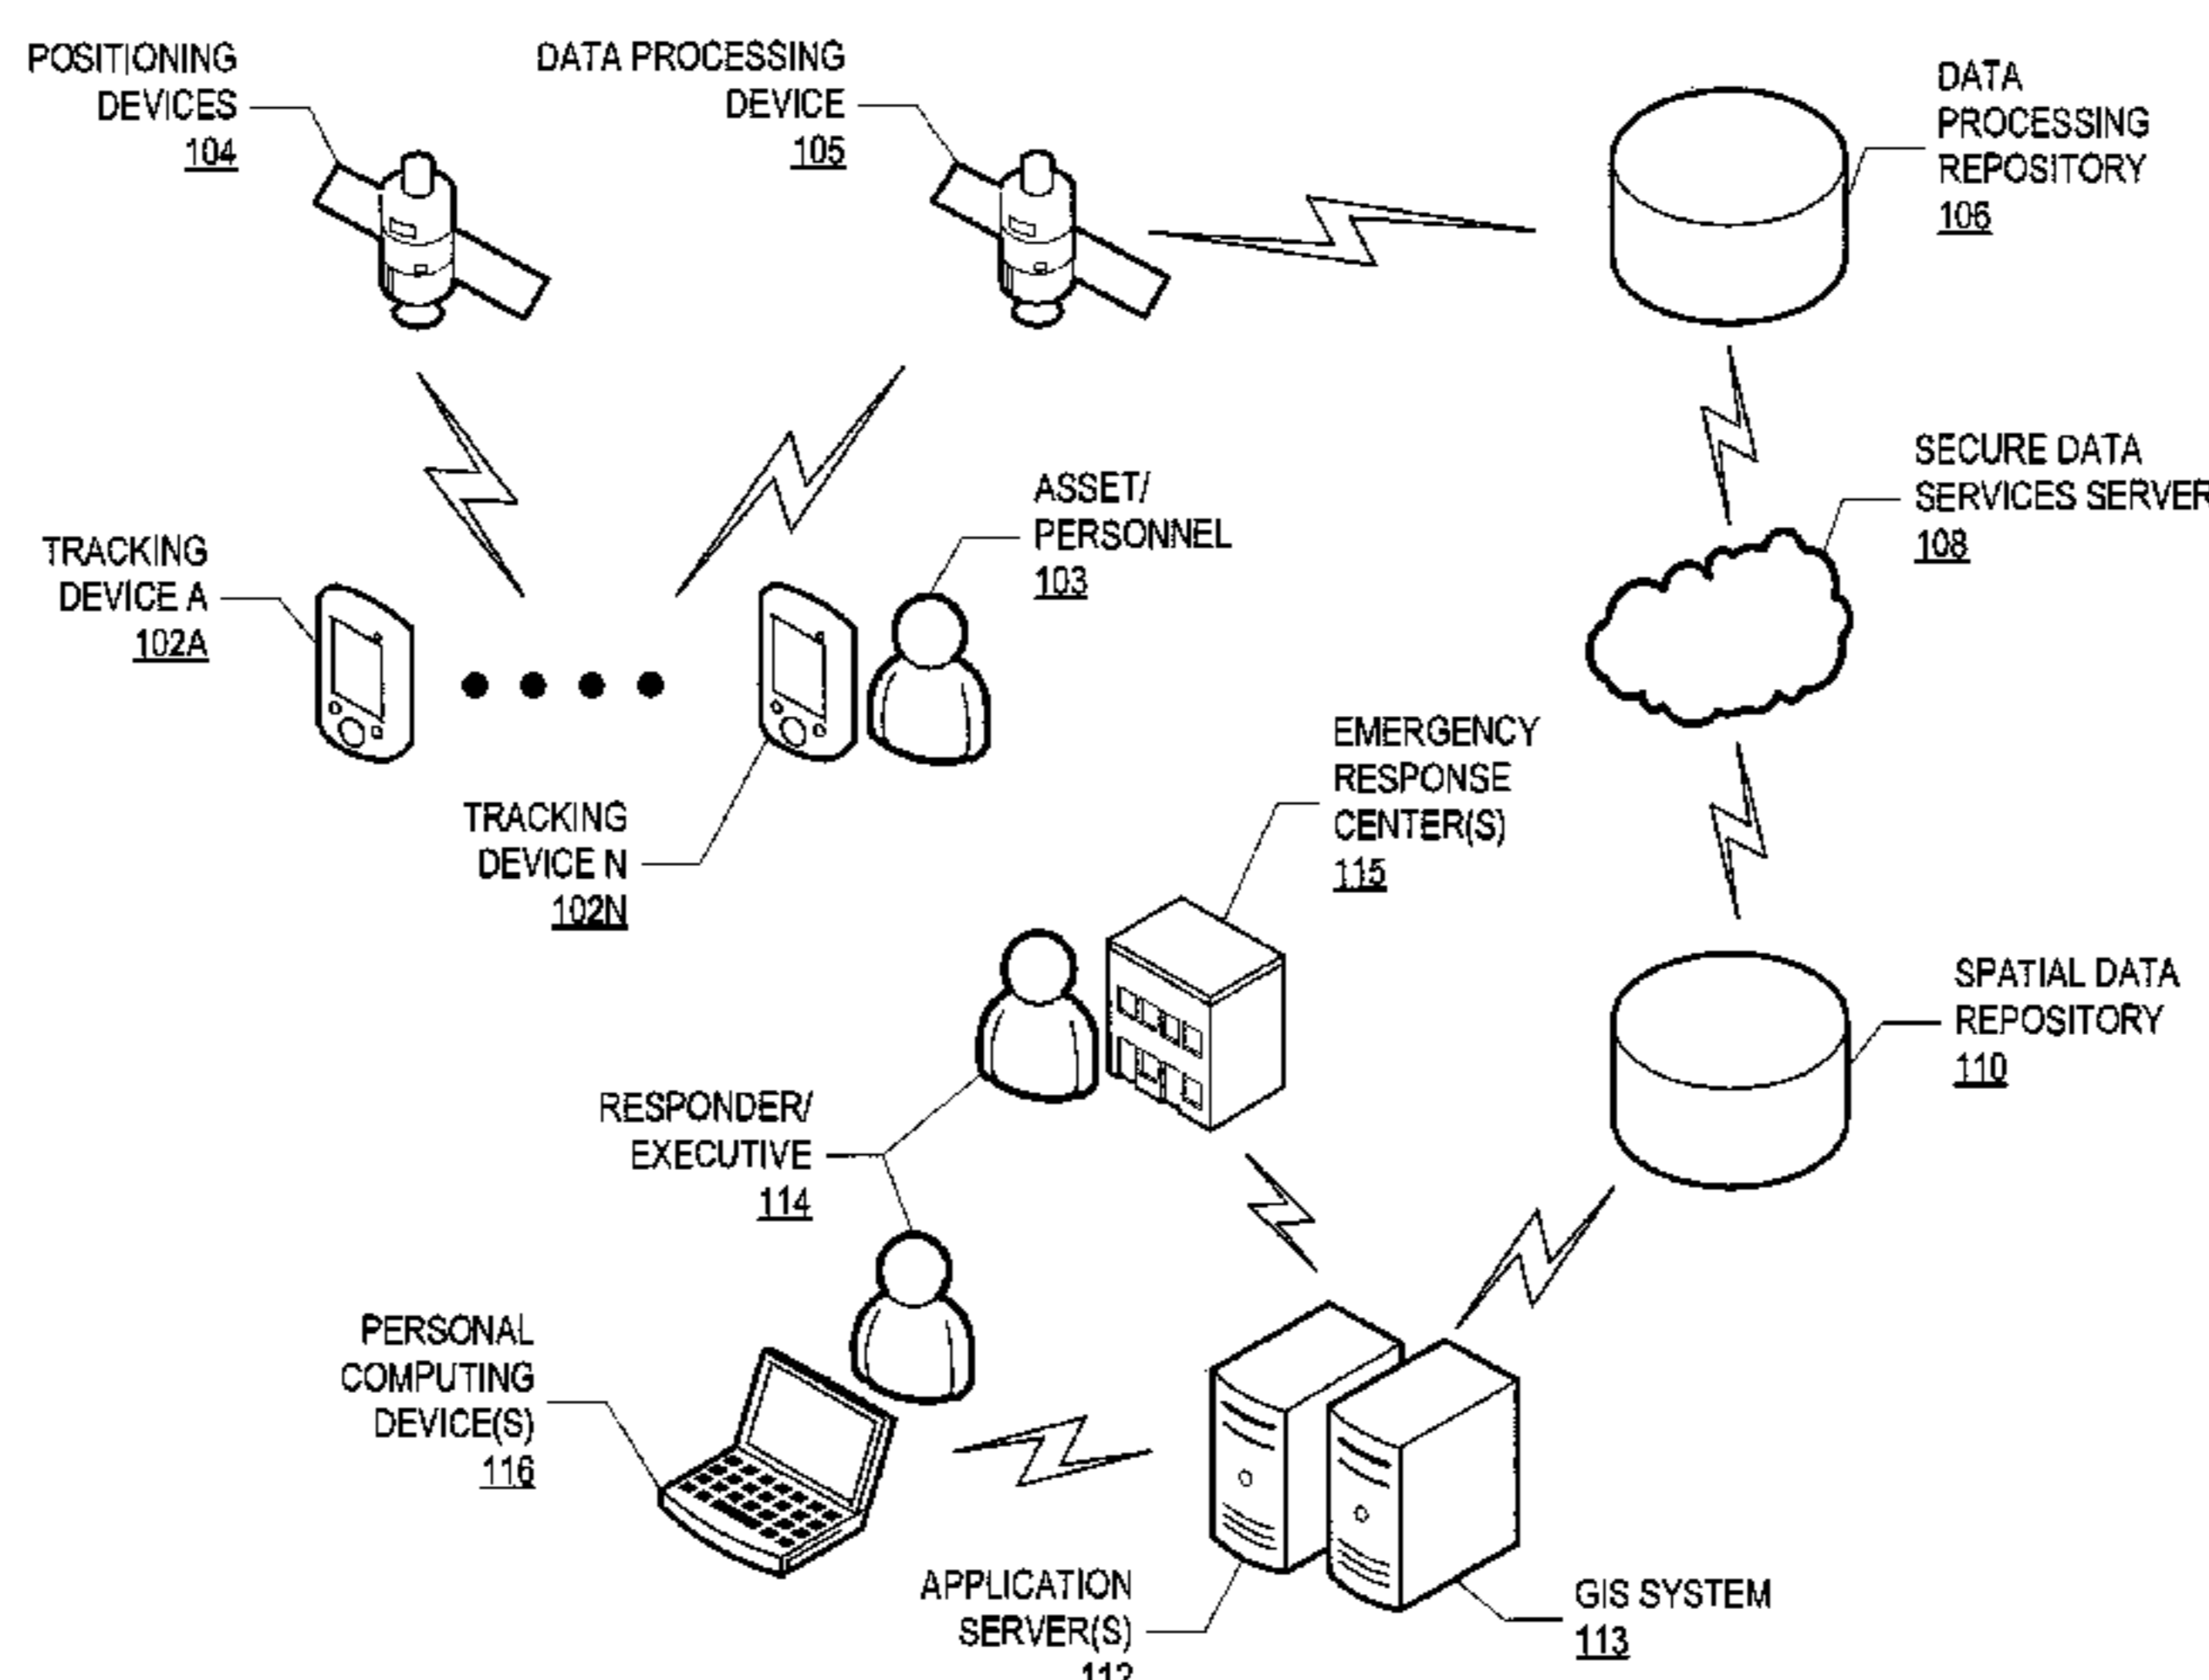 POSITIONING
DEVICES
104
DATA PROCESSING
DEVICE
105
DATA
PROCESSING
REPOSITORY
106
SECURE DATA
SERVICES SERVER
108
ASSET/
PERSONNEL
103
TRACKING
DEVICE A
102A
TRACKING
DEVICE N
102N
EMERGENCY
RESPONSE
CENTER(S)
115
SPATIAL DATA
REPOSITORY
110
RESPONDER/
EXECUTIVE
114
PERSONAL
COMPUTING
DEVICE(S)
116
APPLICATION
SERVER(S)
112
GIS SYSTEM
113